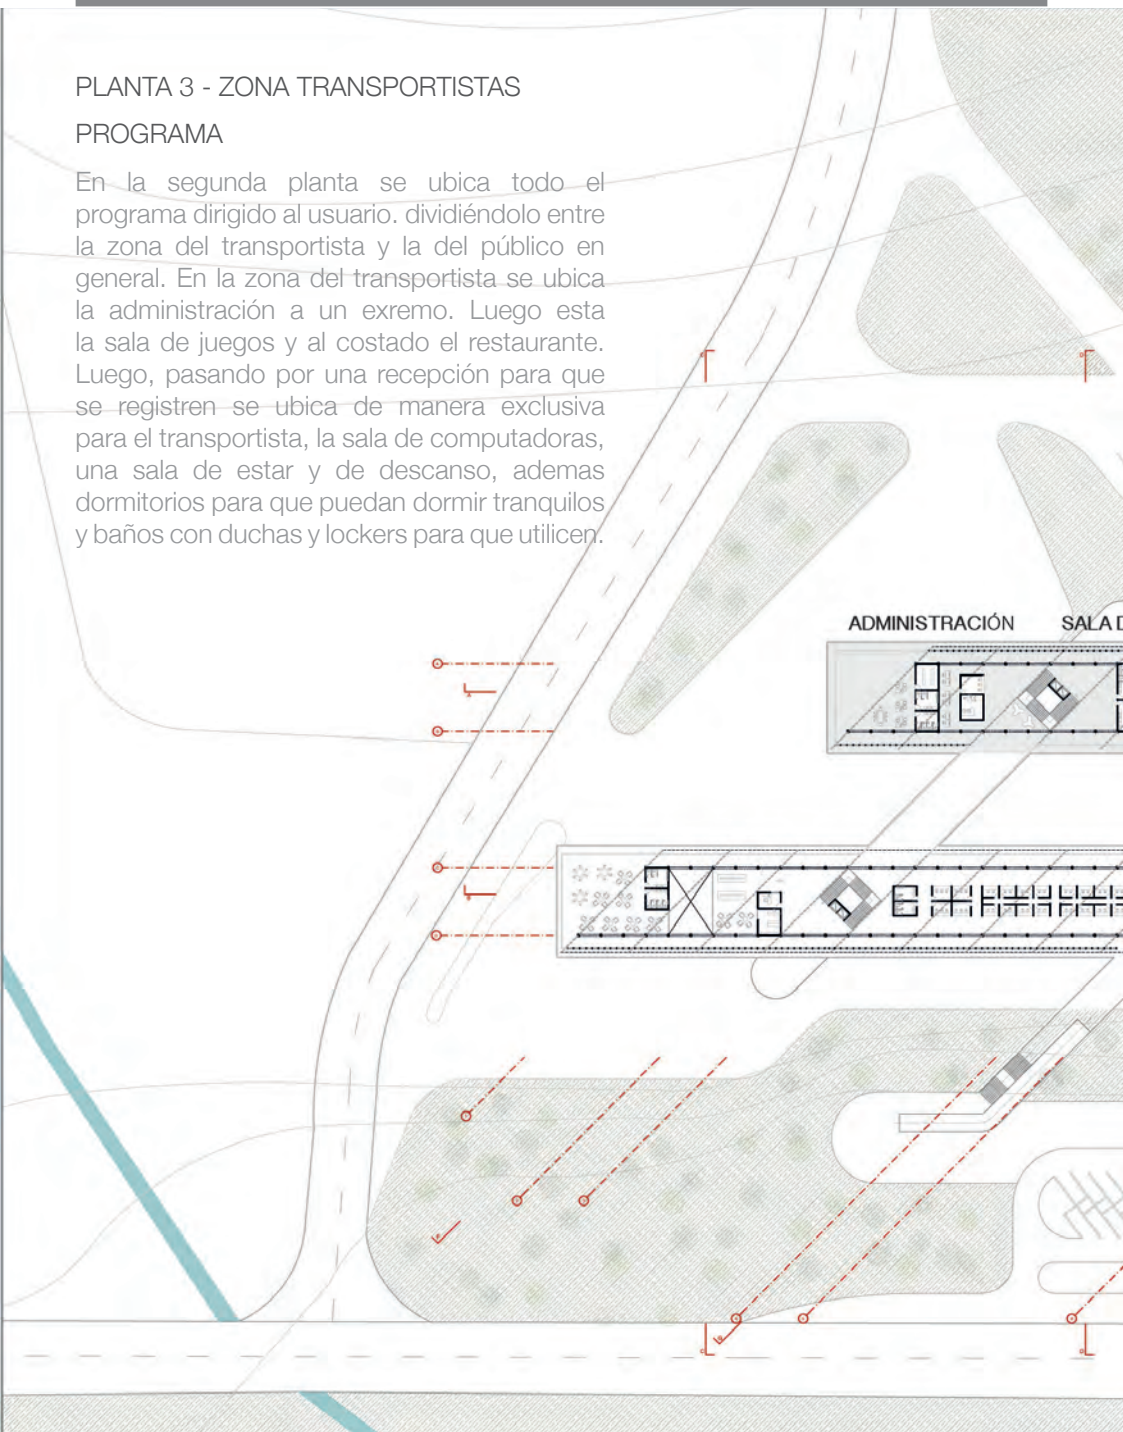 PLANTA 3 - ZONA TRANSPORTISTAS
PROGRAMA
En la segunda planta se ubica todo el
programa dirigido al usuario. dividiéndolo entre
la zona del transportista y la del público en
general. En la zona del transportista se ubica
la administración a un exremo. Luego esta
la sala de juegos y al costado el restaurante.
Luego, pasando por una recepción para que
se registren se ubica de manera exclusiva
para el transportista, la sala de computadoras,
una sala de estar y de descanso, ademas
dormitorios para que puedan dormir tranquilos
y baños con duchas y lockers para que utilicen.
ADMINISTRACIÓN SALA D